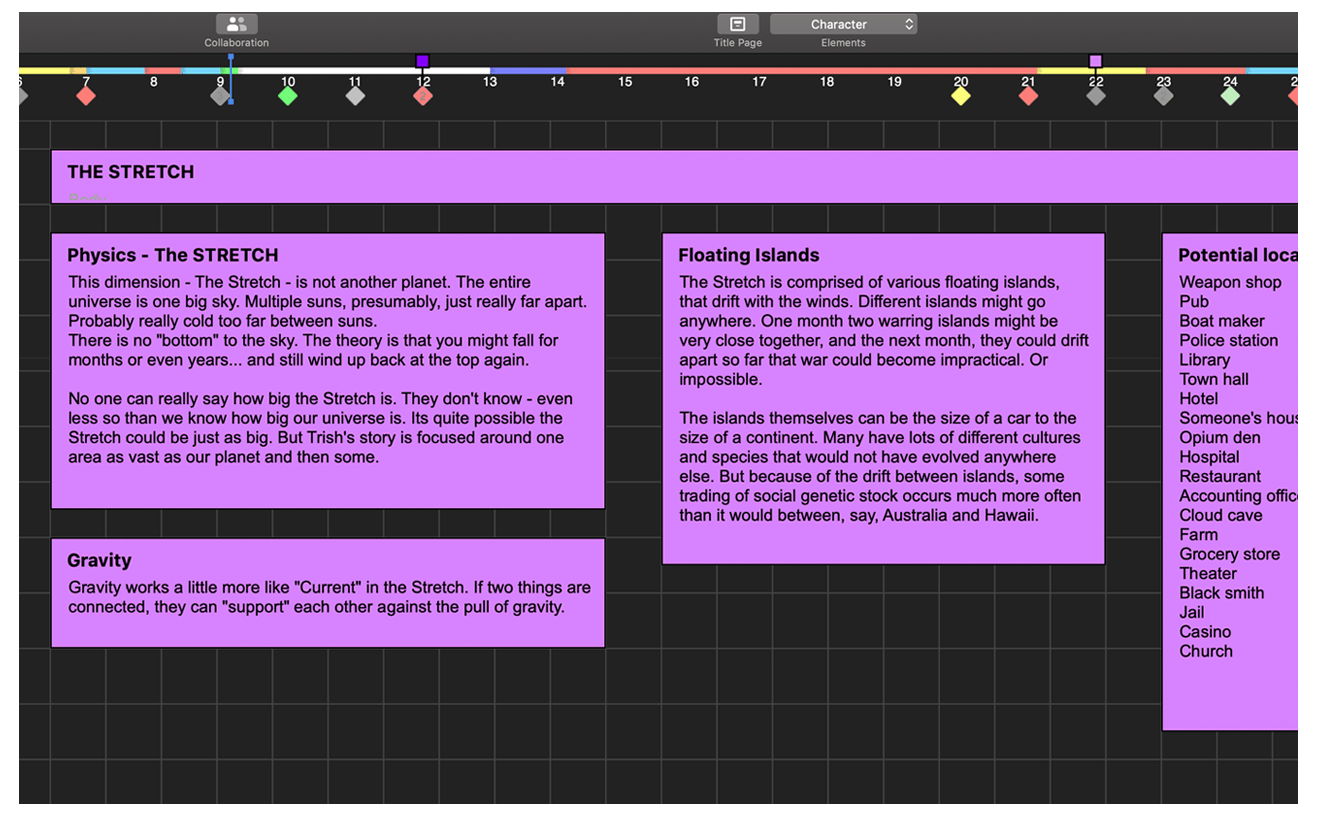 Collaboration
Title Page
Character
Elements
7 8 9 10 11 12 13 14 15 16 17 18 19 20 21 22 23 24
THE STRETCH
Body
Physics - The STRETCH
This dimension - The Stretch - is not another planet. The entire
universe is one big sky. Multiple suns, presumably, just really far apart.
Probably really cold too far between suns.
There is no "bottom" to the sky. The theory is that you might fall for
months or even years... and still wind up back at the top again.
No one can really say how big the Stretch is. They don't know - even
less so than we know how big our universe is. Its quite possible the
Stretch could be just as big. But Trish's story is focused around one
area as vast as our planet and then some.
Gravity
Gravity works a little more like "Current" in the Stretch. If two things are
connected, they can "support" each other against the pull of gravity.
Floating Islands
The Stretch is comprised of various floating islands,
that drift with the winds. Different islands might go
anywhere. One month two warring islands might be
very close together, and the next month, they could drift
apart so far that war could become impractical. Or
impossible.
The islands themselves can be the size of a car to the
size of a continent. Many have lots of different cultures
and species that would not have evolved anywhere
else. But because of the drift between islands, some
trading of social genetic stock occurs much more often
than it would between, say, Australia and Hawaii.
Potential loca
Weapon shop
Pub
Boat maker
Police station
Library
Town hall
Hotel
Someone's hous
Opium den
Hospital
Restaurant
Accounting offic
Cloud cave
Farm
Grocery store
Theater
Black smith
Jail
Casino
Church